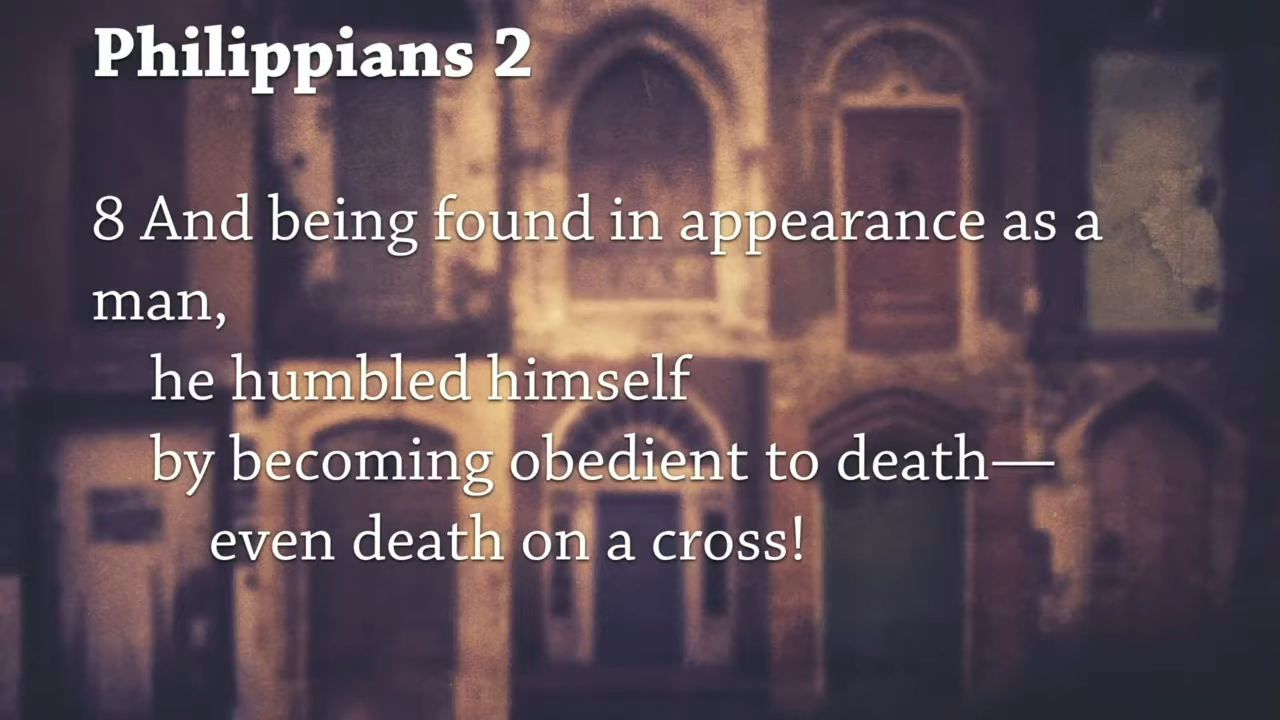 Philippians 2
8 And being found in appearance as a
man,
he humbled himself
by becoming obedient to death—
even death on a cross!